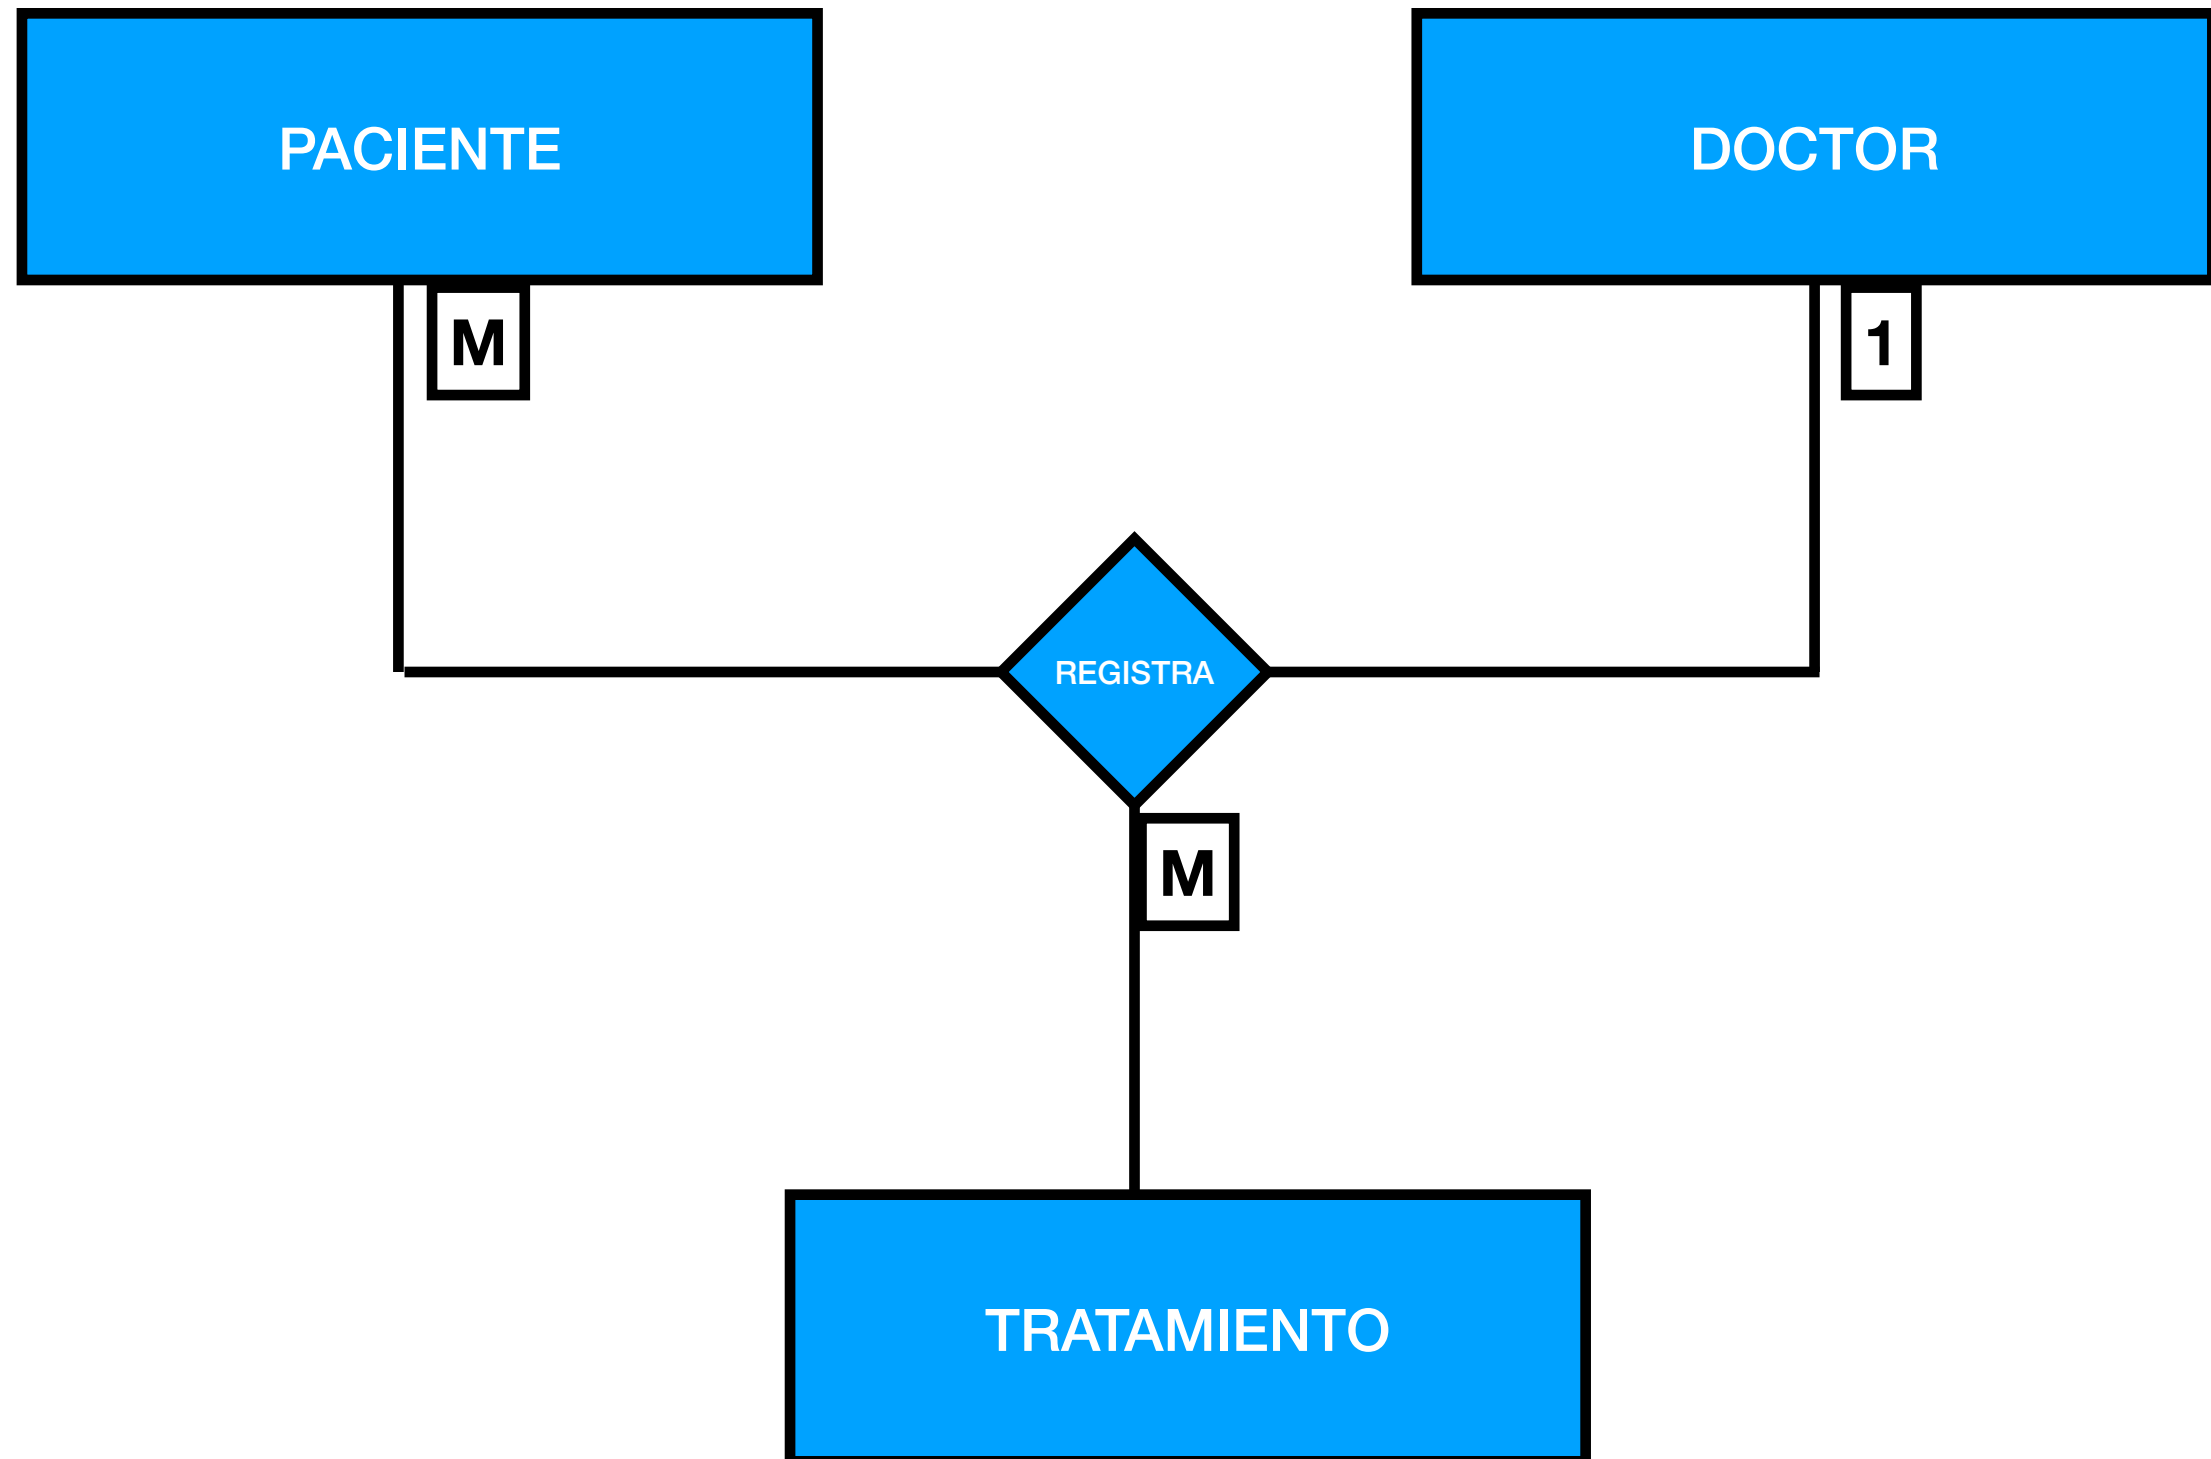 PACIENTE
DOCTOR
M
1
REGISTRA
M
TRATAMIENTO